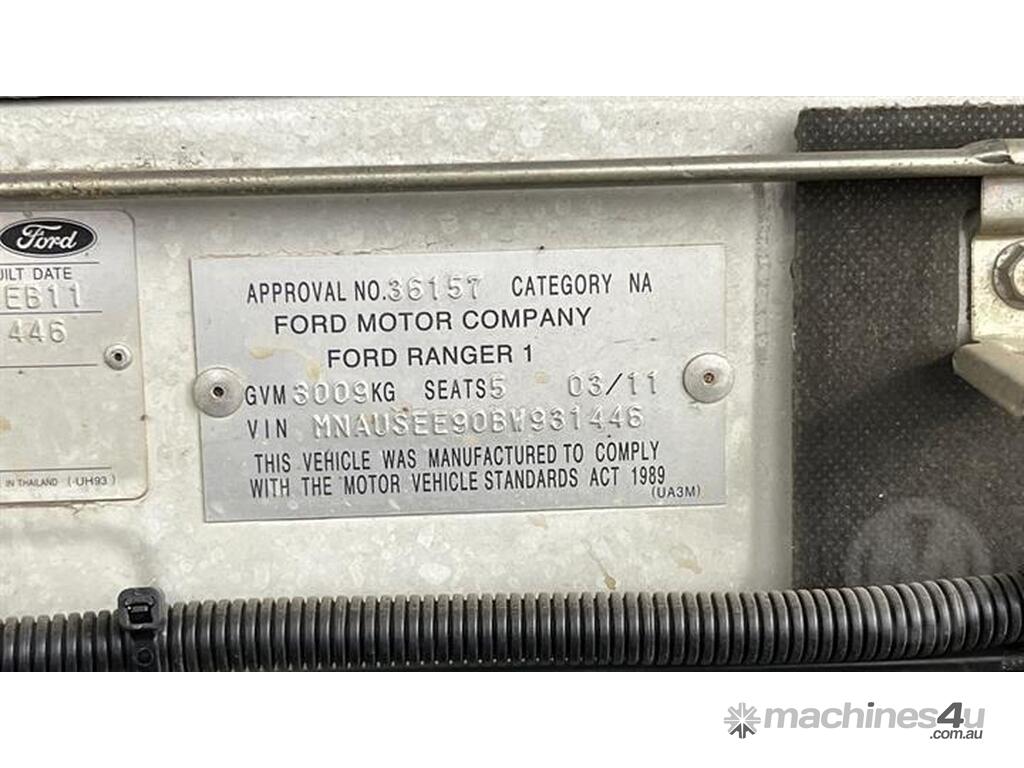 Ford
UILT DATE
EB11
446
IN THAILAND (-UH93)
APPROVAL NO.36157 CATEGORY NA
FORD MOTOR COMPANY
FORD RANGER 1
GVM 3009KG SEATS5 03/11
VIN MNAUSEE90BW931446
THIS VEHICLE WAS MANUFACTURED TO COMPLY
WITH THE MOTOR VEHICLE STANDARDS ACT 1989
(UA3M)
machines4u
.com.au